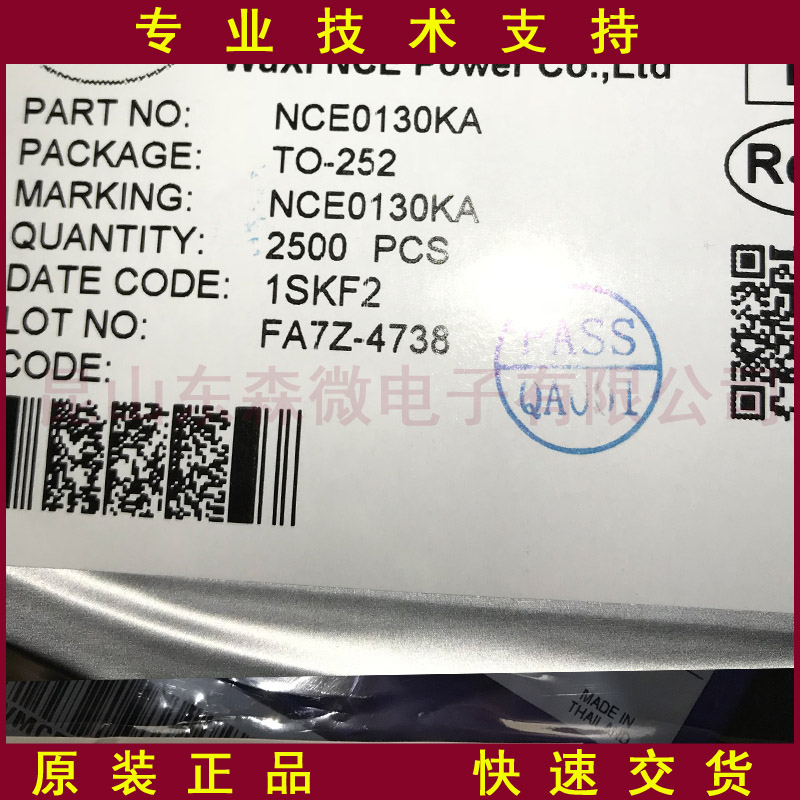 专业技术支持
WuXi NCE Power Co.,Ltd
PART NO: NCE0130KA
PACKAGE: TO-252
MARKING: NCE0130KA
QUANTITY: 2500 PCS
DATE CODE: 1SKF2
LOT NO: FA7Z-4738
CODE:
PASS
昆山东森微电子有限公司
MADE IN
THAILAND
原装正品 快速交货